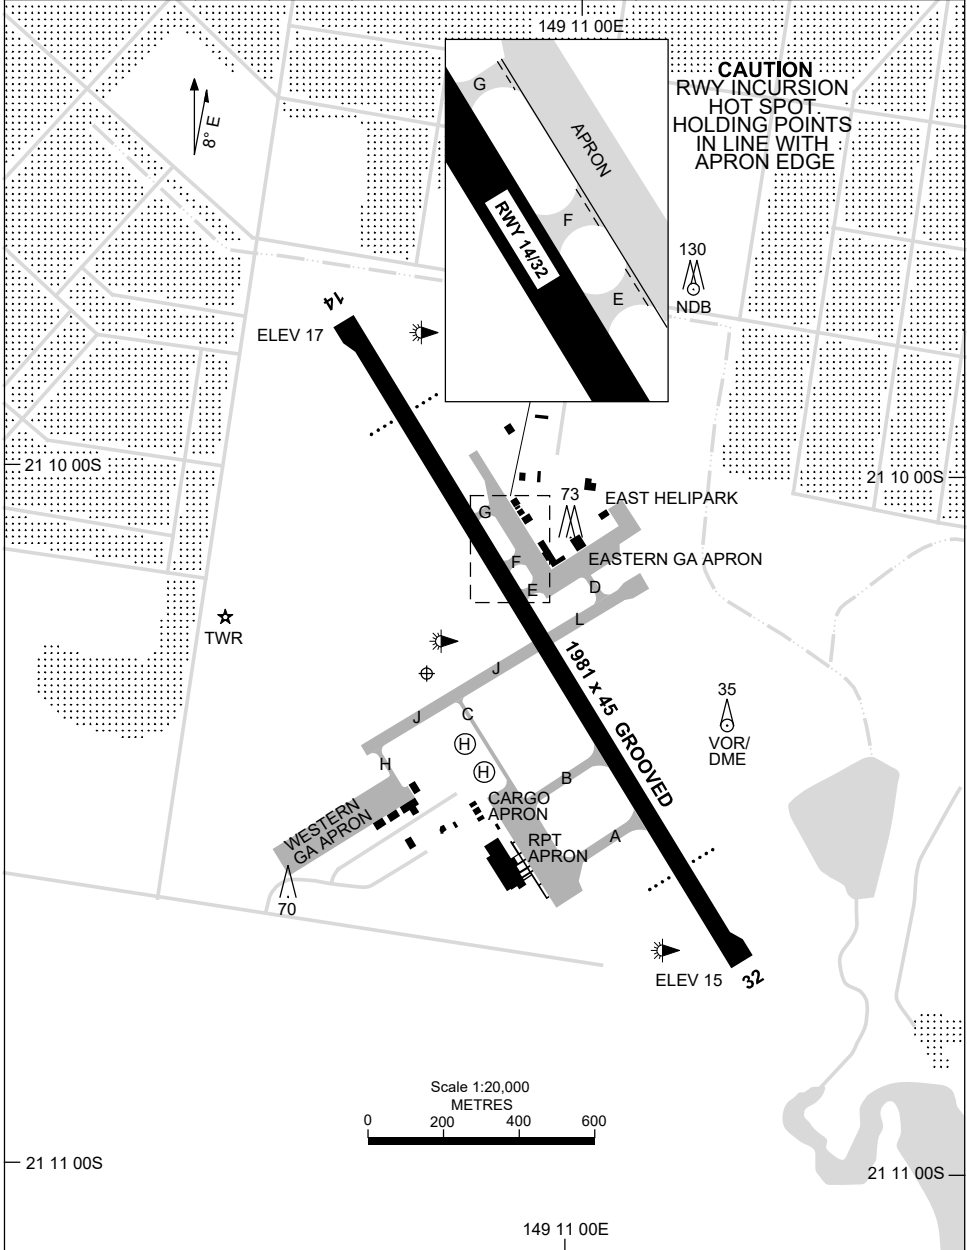 149 11 00E
CAUTION
RWY INCURSION
HOT SPOT.
HOLDING POINTS
IN LINE WITH
APRON EDGE
8° E
G
APRON
F
RWY 14/32
E
130
NDB
14
ELEV 17
21 10 00S
21 10 00S
73
EAST HELIPARK
G
EASTERN GA APRON
F
E
D
L
TWR
J
1981 x 45 GROOVED
35
VOR/
DME
J
C
H
H
H
B
CARGO
APRON
WESTERN
GA APRON
RPT
APRON
A
70
ELEV 15
32
Scale 1:20,000
METRES
0 200 400 600
21 11 00S
21 11 00S
149 11 00E